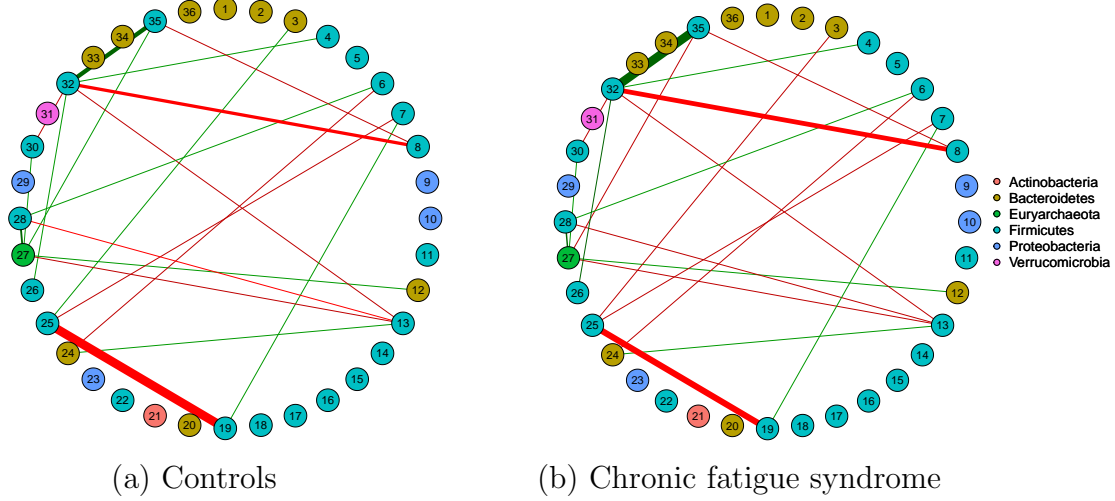 36 1 2 3 4 5 6 7 8 9 10 11 12 13 14 15 16 17 18 19 20 21 22 23 24 25 26 27 28 29 30 31 32 33 34 35
36 1 2 3 4 5 6 7 8 9 10 11 12 13 14 15 16 17 18 19 20 21 22 23 24 25 26 27 28 29 30 31 32 33 34 35
Actinobacteria
Bacteroidetes
Euryarchaeota
Firmicutes
Proteobacteria
Verrucomicrobia
(a) Controls
(b) Chronic fatigue syndrome